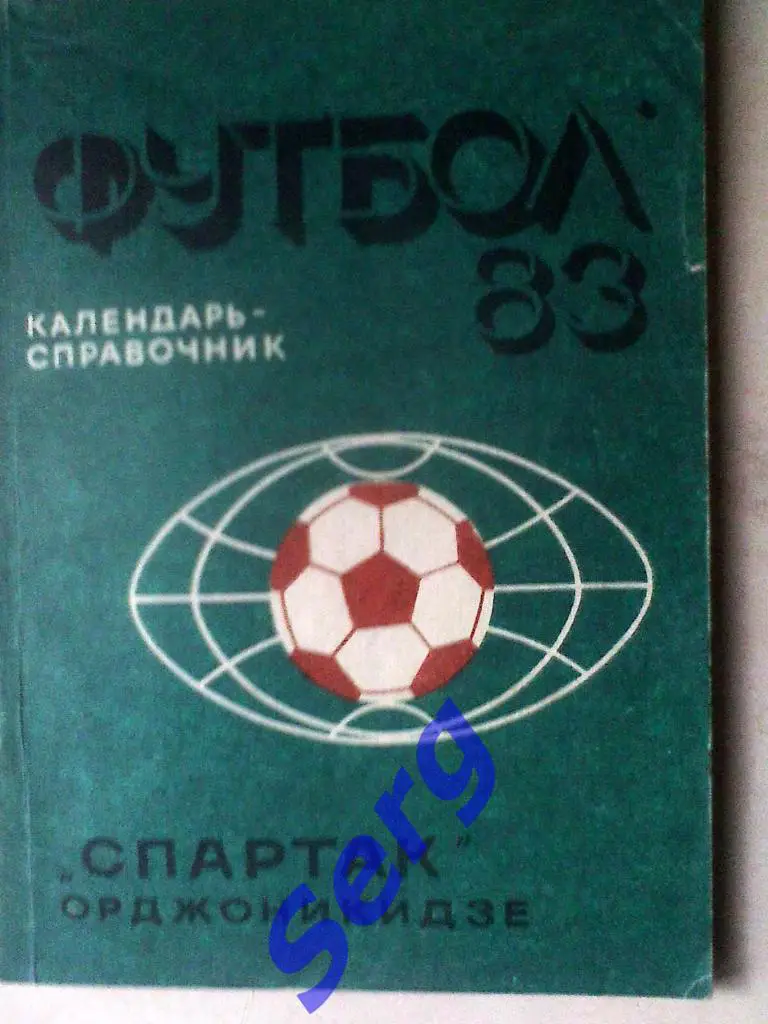 ФУТБОЛ
83
КАЛЕНДАРЬ-
СПРАВОЧНИК
„СПАРТАК"
ОРДЖОНИКИДЗЕ
serg